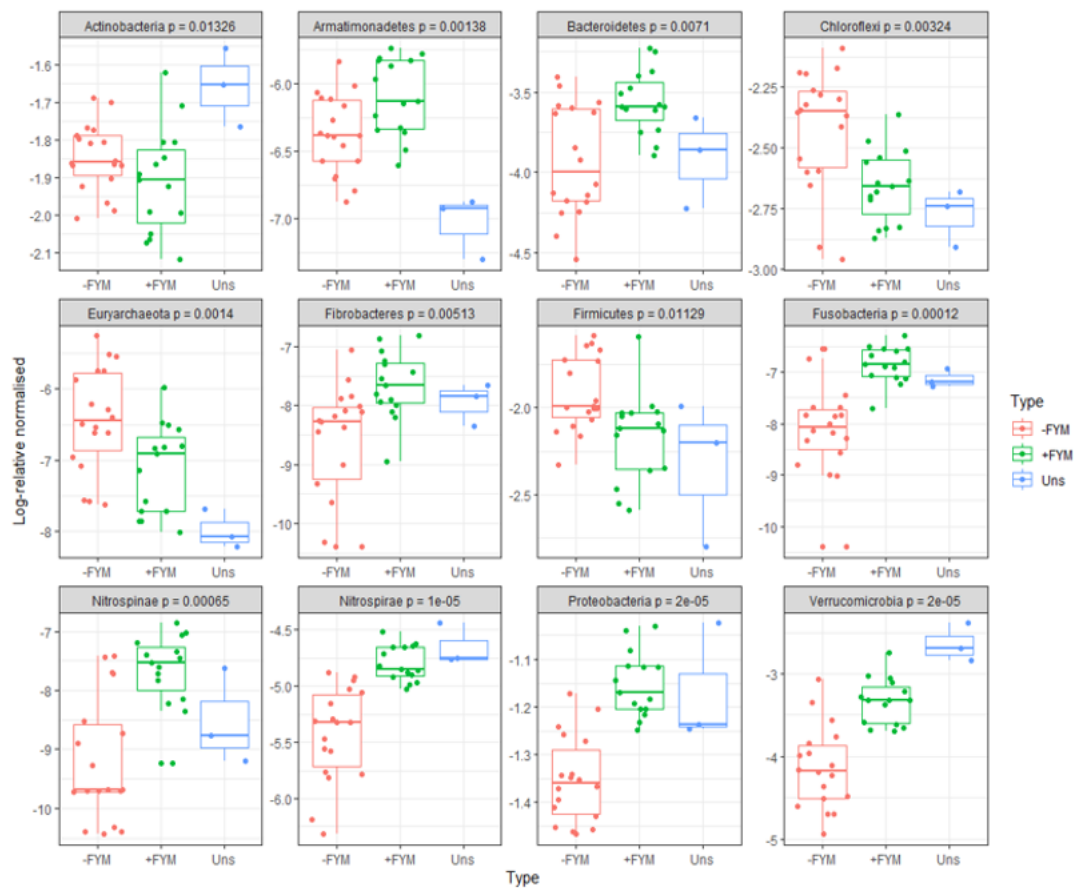 Actinobacteria p = 0.01326
Armatimonadetes p = 0.00138
Bacteroidetes p = 0.0071
Chloroflexi p = 0.00324
-1.6
-1.7
-1.8
-1.9
-2.0
-2.1
-6.0
-6.5
-7.0
-3.5
-4.0
-4.5
-2.25
-2.50
-2.75
-3.00
-FYM +FYM Uns
-FYM +FYM Uns
-FYM +FYM Uns
-FYM +FYM Uns
Euryarchaeota p = 0.0014
Fibrobacteres p = 0.00513
Firmicutes p = 0.01129
Fusobacteria p = 0.00012
-6
-7
-8
-7
-8
-9
-10
-2.0
-2.5
-7
-8
-9
-10
-FYM +FYM Uns
-FYM +FYM Uns
-FYM +FYM Uns
-FYM +FYM Uns
Nitrospinae p = 0.00065
Nitrospirae p = 1e-05
Proteobacteria p = 2e-05
Verrucomicrobia p = 2e-05
-7
-8
-9
-10
-4.5
-5.0
-5.5
-6.0
-1.1
-1.2
-1.3
-1.4
-3
-4
-5
-FYM +FYM Uns
-FYM +FYM Uns
-FYM +FYM Uns
-FYM +FYM Uns
Log-relative normalised
Type
Type
-FYM
+FYM
Uns